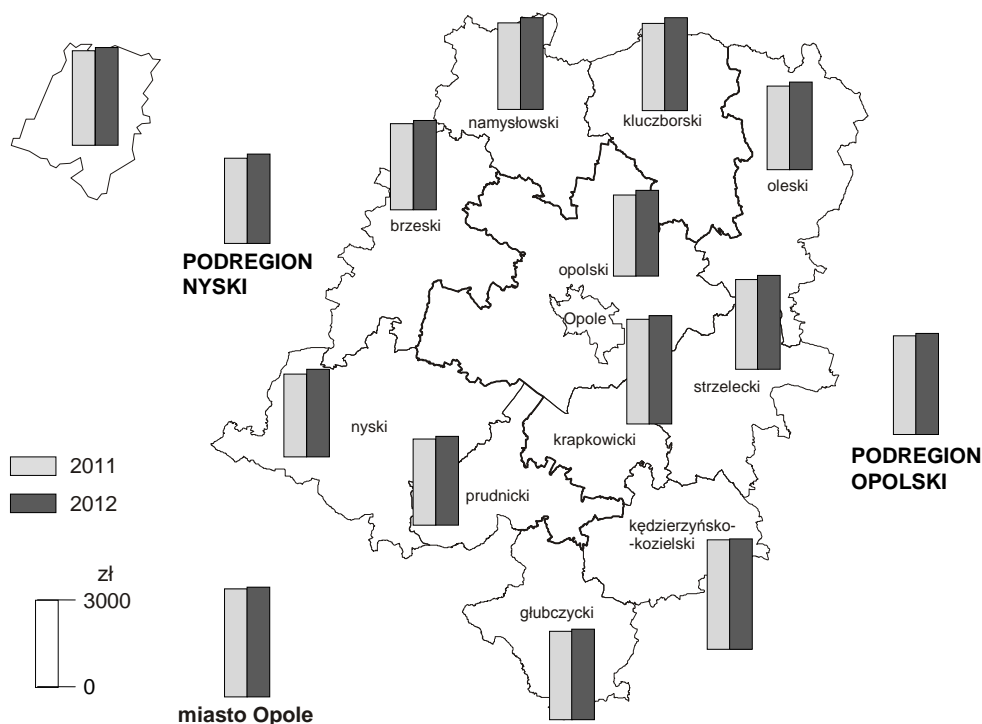 namysłowski
kluczborski
oleski
brzeski
PODREGION
NYSKI
opolski
Opole
strzelecki
nyski
krapkowicki
PODREGION
OPOLSKI
2011
2012
prudnicki
kędzierzyńsko-
-kozielski
zł
3000
0
głubczycki
miasto Opole